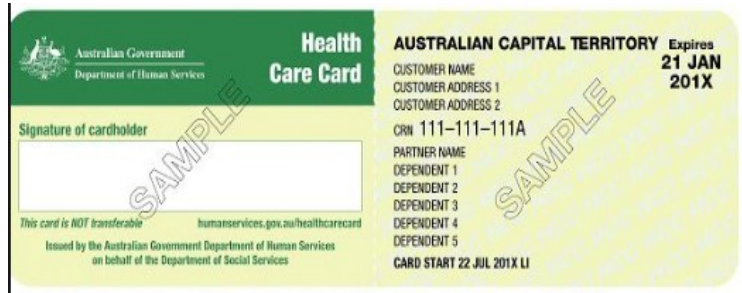 Australian Government
Department of Human Services
Health
Care Card
Signature of cardholder
SAMPLE
This card is NOT transferable
humanservices.gov.au/healthcarecard
Issued by the Australian Government Department of Human Services
on behalf of the Department of Social Services
AUSTRALIAN CAPITAL TERRITORY
Expires
21 JAN
201X
CUSTOMER NAME
CUSTOMER ADDRESS 1
CUSTOMER ADDRESS 2
CRN 111-111-111A
PARTNER NAME
DEPENDENT 1
DEPENDENT 2
DEPENDENT 3
DEPENDENT 4
DEPENDENT 5
SAMPLE
CARD START 22 JUL 201X LI